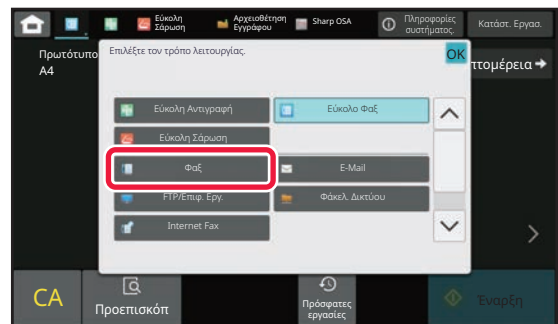 Εύκολη
Σάρωση
Αρχειοθέτηση
Εγγράφου
Sharp OSA
Πληροφορίες
συστήματος.
Κατάστ. Εργασ.
Πρωτότυπο
A4
Επιλέξτε τον τρόπο λειτουργίας.
OK
πτομέρεια
Εύκολη Αντιγραφή
Εύκολο Φαξ
Εύκολη Σάρωση
Φαξ
E-Mail
FTP/Επιφ. Εργ.
Φάκελ. Δικτύου
Internet Fax
CA
Προεπισκόπ
Πρόσφατες
εργασίες
Έναρξη